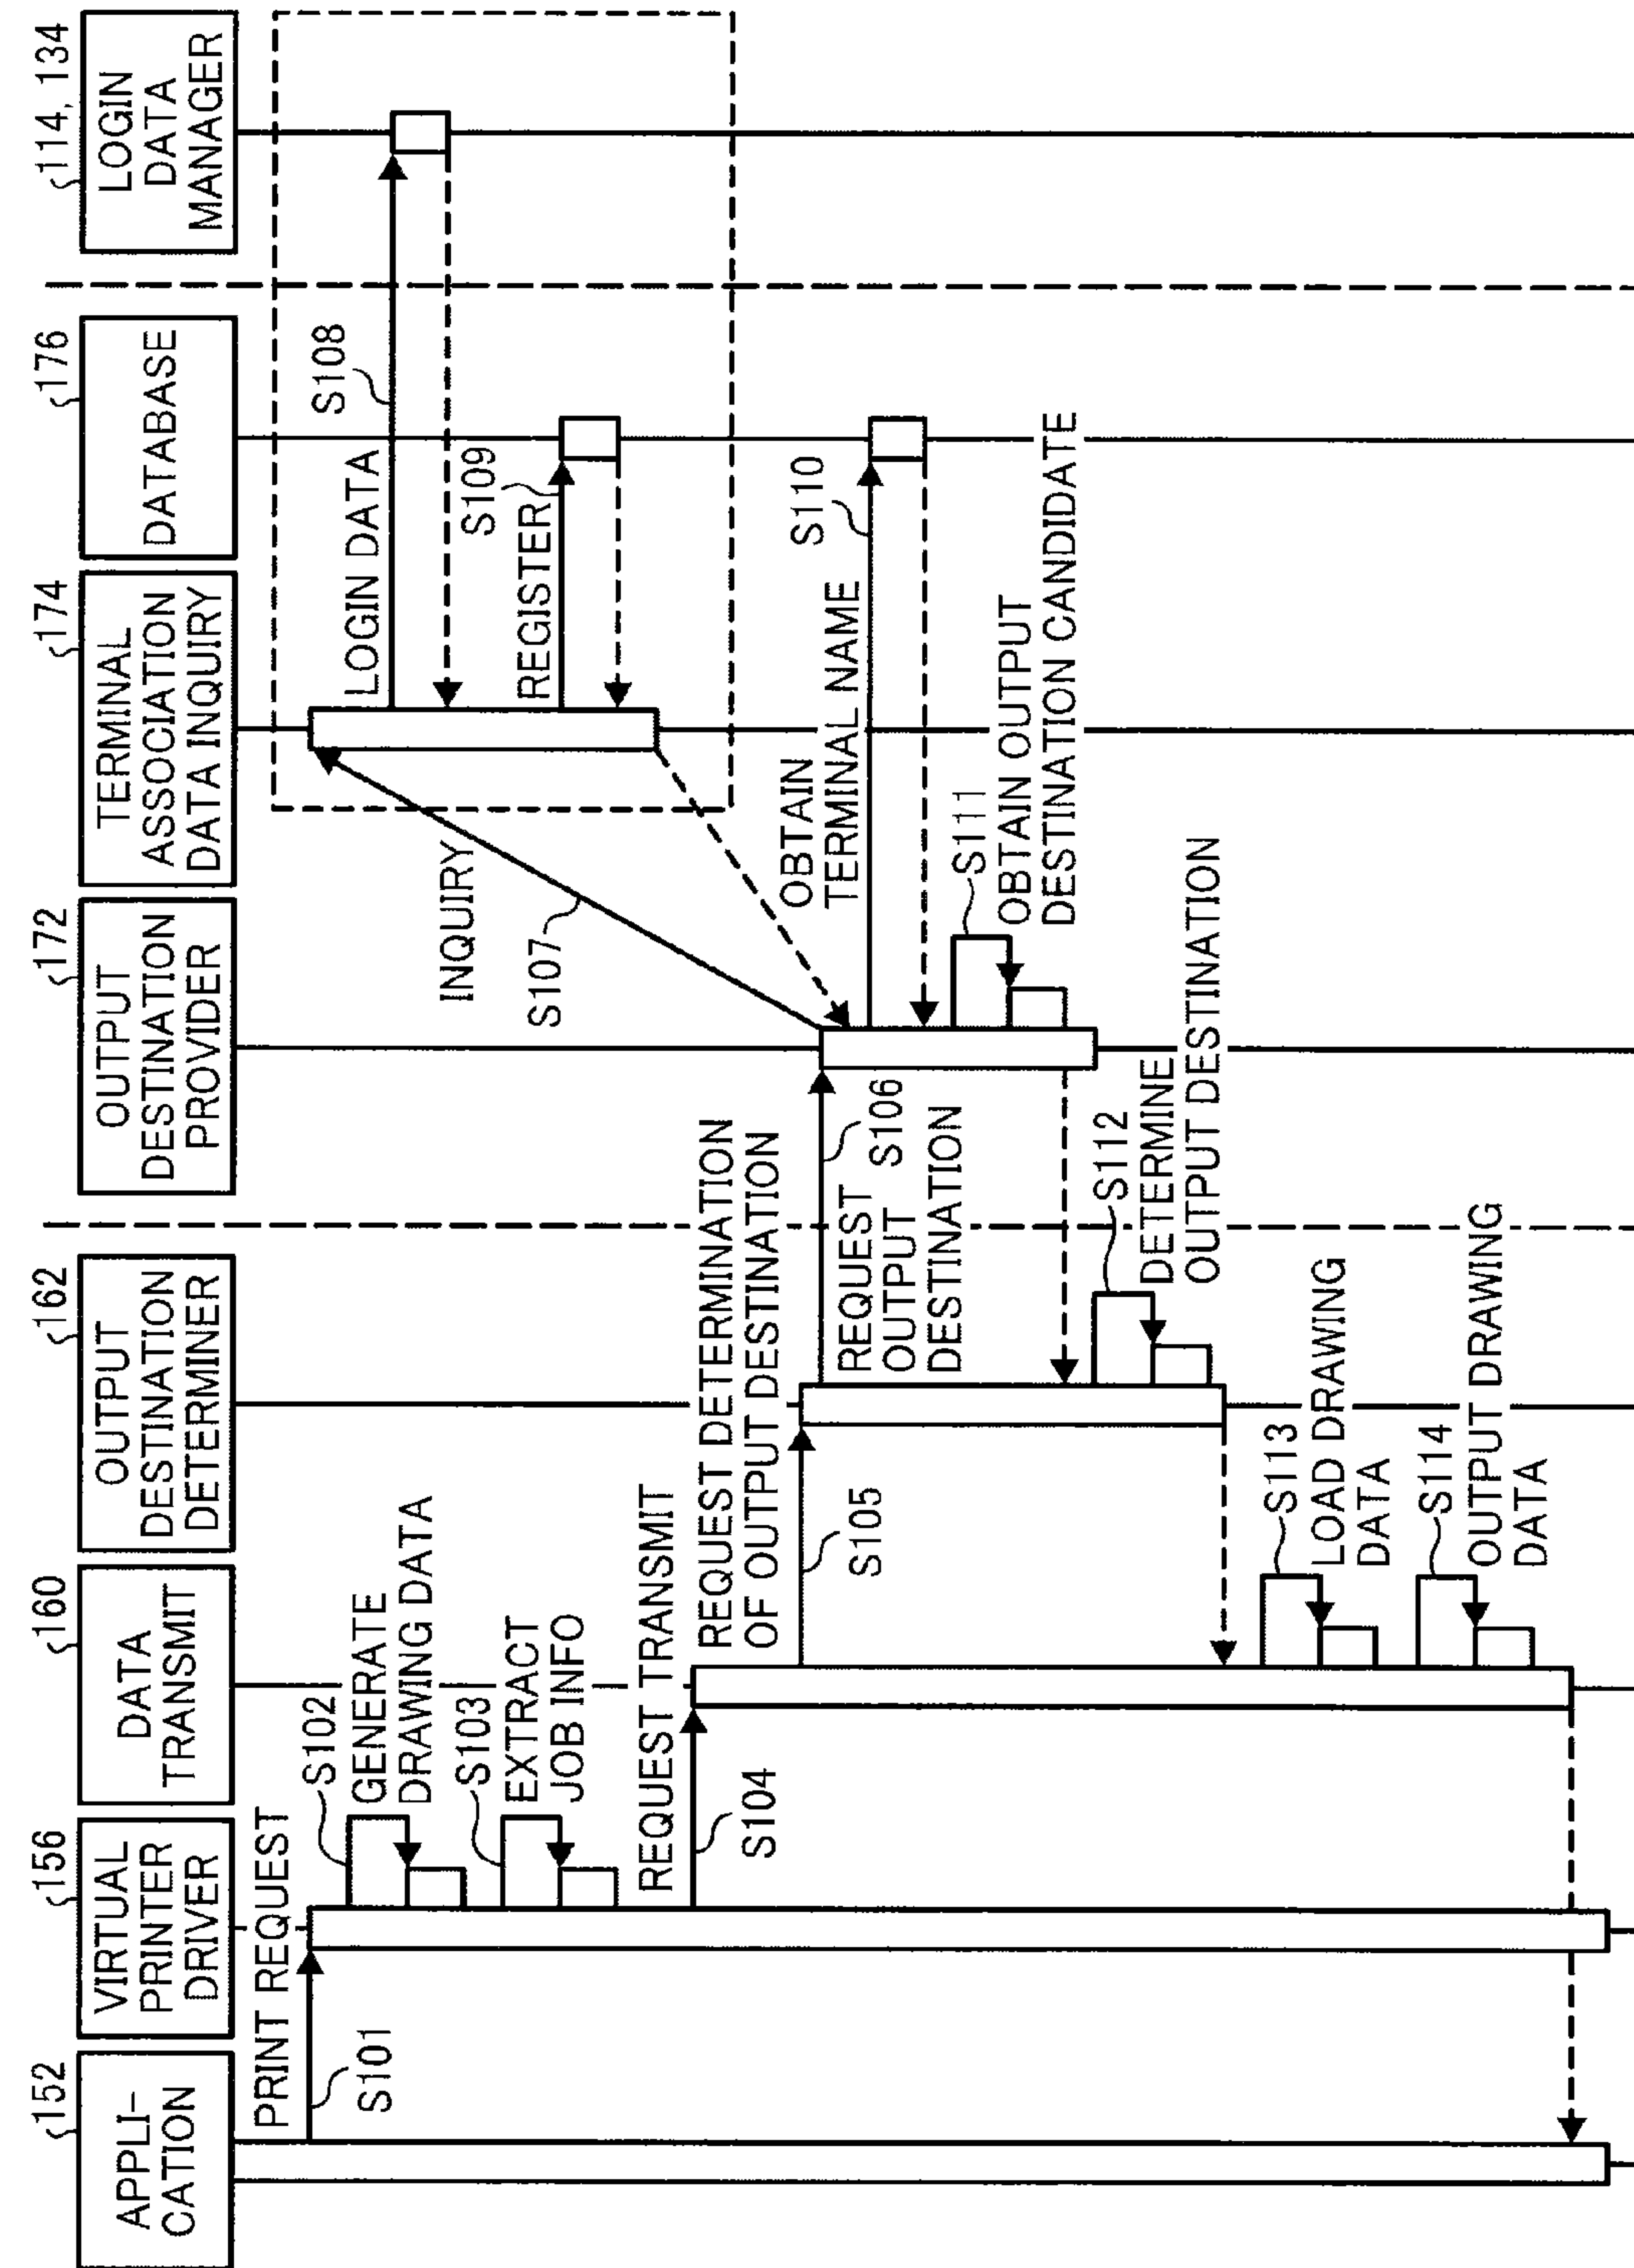 152
APPLI-
CATION
156
VIRTUAL
PRINTER
DRIVER
160
DATA
TRANSMIT
162
OUTPUT
DESTINATION
DETERMINER
172
OUTPUT
DESTINATION
PROVIDER
174
TERMINAL
ASSOCIATION
DATA INQUIRY
176
DATABASE
114, 134
LOGIN
DATA
MANAGER
PRINT REQUEST
S101
S102
GENERATE
DRAWING DATA
S103
EXTRACT
JOB INFO
REQUEST TRANSMIT
S104
REQUEST DETERMINATION
OF OUTPUT DESTINATION
S105
REQUEST
OUTPUT
DESTINATION
S106
INQUIRY
S107
LOGIN DATA
S108
REGISTER
S109
OBTAIN
TERMINAL NAME
S110
S111
OBTAIN OUTPUT
DESTINATION CANDIDATE
S112
DETERMINE
OUTPUT DESTINATION
S113
LOAD DRAWING
DATA
S114
OUTPUT DRAWING
DATA